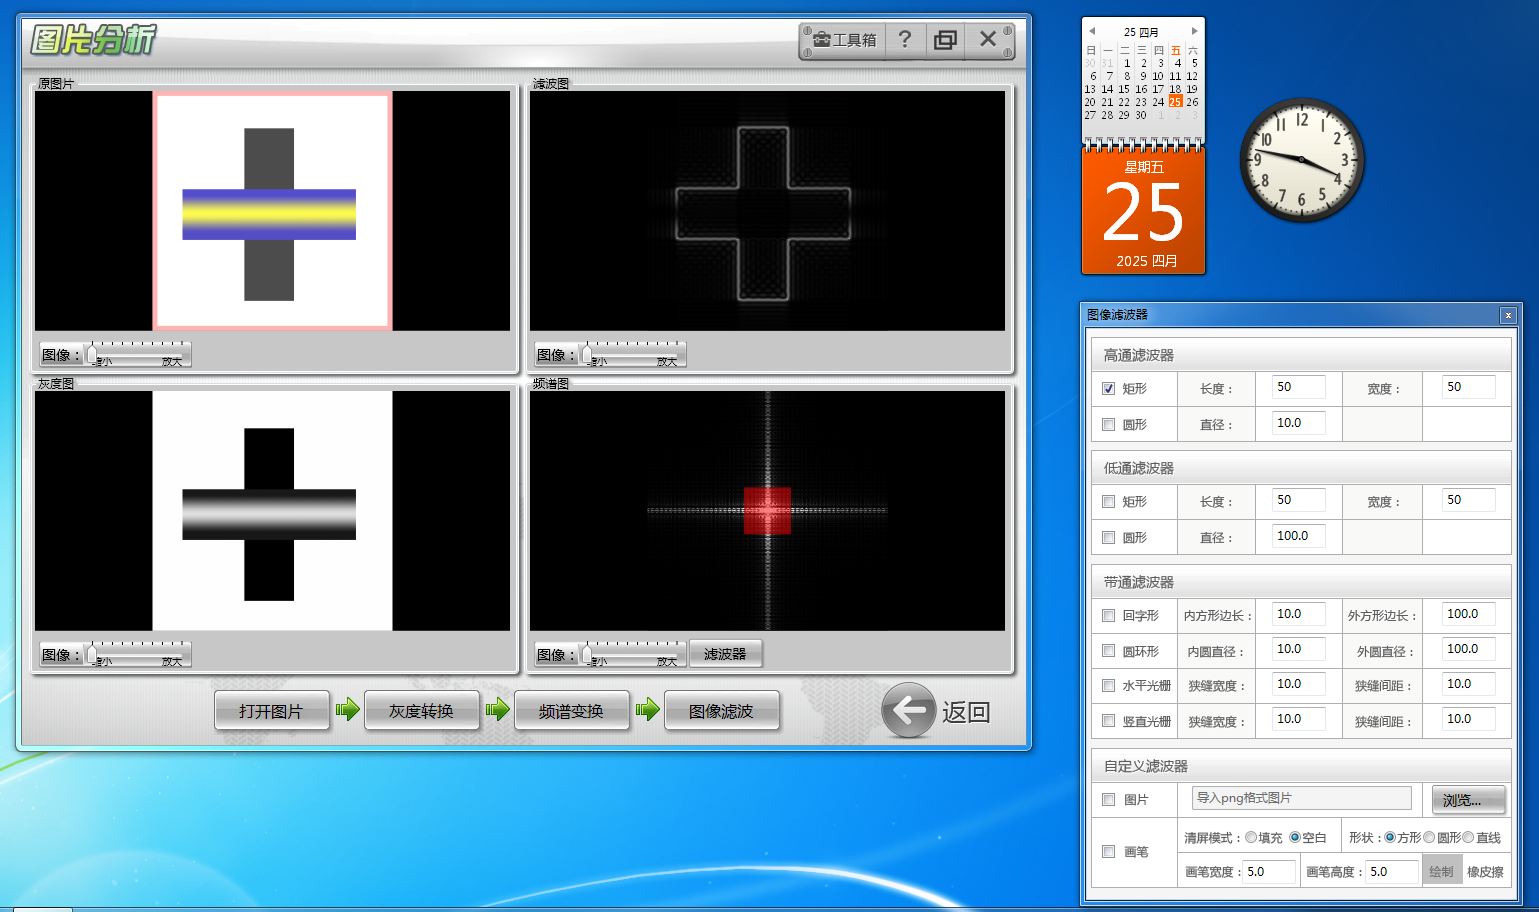 图片分析
工具箱
?
原图片
滤波图
图像：
缩小
放大
图像：
缩小
放大
灰度图
频谱图
图像：
缩小
放大
图像：
缩小
放大
滤波器
打开图片
灰度转换
频谱变换
图像滤波
返回
25 四月
日 一 二 三 四 五 六
30 31 1 2 3 4 5
6 7 8 9 10 11 12
13 14 15 16 17 18 19
20 21 22 23 24 25 26
27 28 29 30 1 2 3
星期五
25
2025 四月
12 1 2 3 4 5 6 7 8 9 10 11
图像滤波器
高通滤波器
矩形 长度： 50 宽度： 50
圆形 直径： 10.0
低通滤波器
矩形 长度： 50 宽度： 50
圆形 直径： 100.0
带通滤波器
回字形 内方形边长： 10.0 外方形边长： 100.0
圆环形 内圆直径： 10.0 外圆直径： 100.0
水平光栅 狭缝宽度： 10.0 狭缝间距： 10.0
竖直光栅 狭缝宽度： 10.0 狭缝间距： 10.0
自定义滤波器
图片 导入png格式图片 浏览...
画笔
清屏模式： 填充 空白 形状： 方形 圆形 直线
画笔宽度： 5.0 画笔高度： 5.0 绘制 橡皮擦